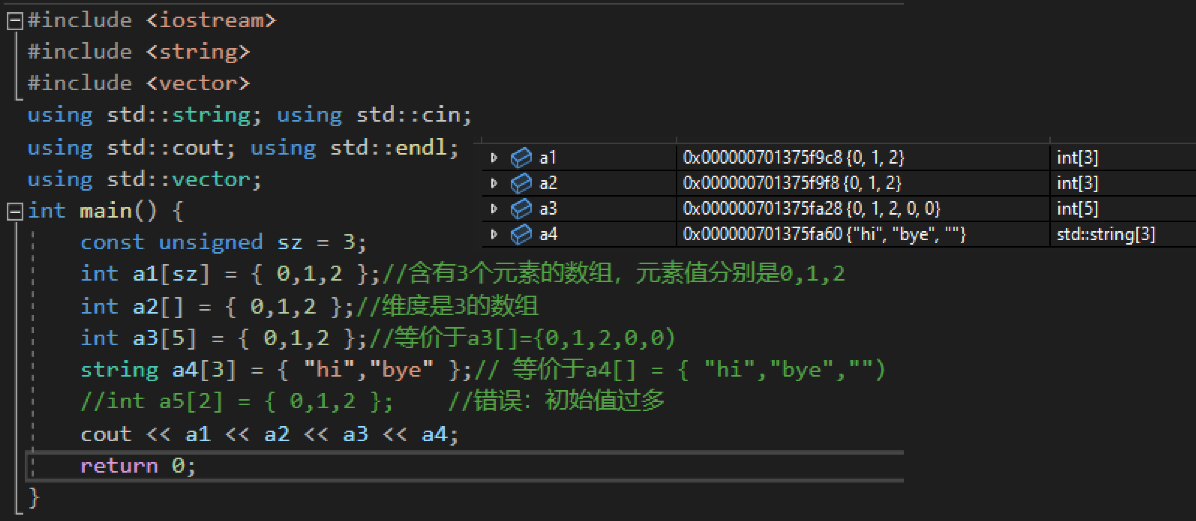 #include <iostream>
#include <string>
#include <vector>
using std::string; using std::cin;
using std::cout; using std::endl;
using std::vector;
int main() {
    const unsigned sz = 3;
    int a1[sz] = { 0,1,2 };//含有3个元素的数组，元素值分别是0,1,2
    int a2[] = { 0,1,2 };//维度是3的数组
    int a3[5] = { 0,1,2 };//等价于a3[]={0,1,2,0,0)
    string a4[3] = { "hi","bye" };// 等价于a4[] = { "hi","bye","")
    //int a5[2] = { 0,1,2 };    //错误：初始值过多
    cout << a1 << a2 << a3 << a4;
    return 0;
}
a1 0x000000701375f9c8 {0, 1, 2} int[3]
a2 0x000000701375f9f8 {0, 1, 2} int[3]
a3 0x000000701375fa28 {0, 1, 2, 0, 0} int[5]
a4 0x000000701375fa60 {"hi", "bye", ""} std::string[3]